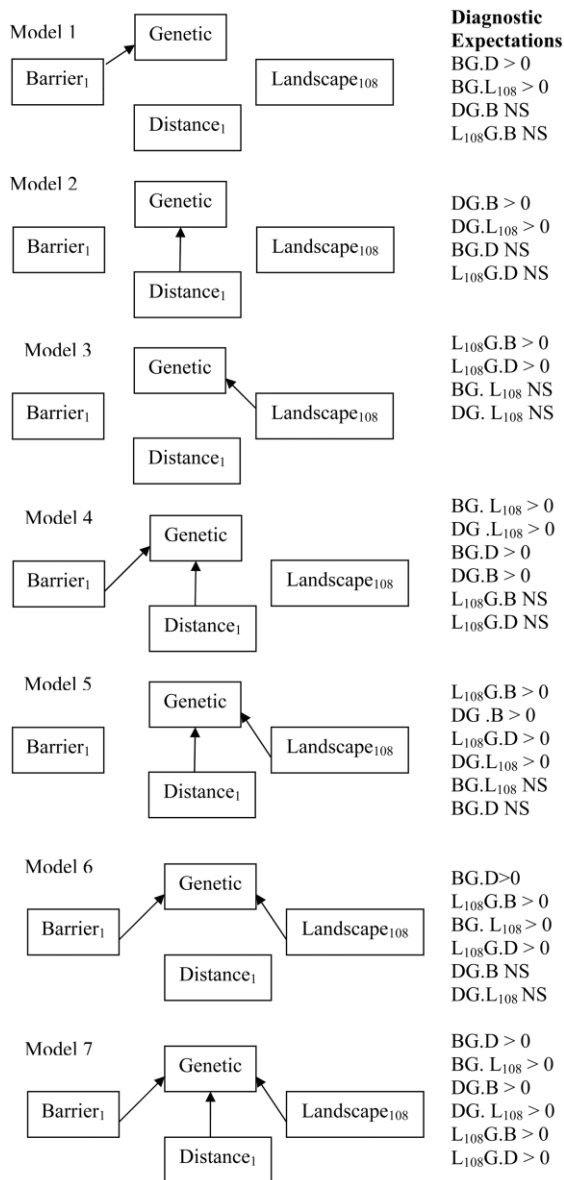 Diagnostic
Expectations
Model 1
Genetic
Barrier₁
Landscape₁₀₈
Distance₁
BG.D > 0
BG.L₁₀₈ > 0
DG.B NS
L₁₀₈G.B NS
Model 2
Genetic
Barrier₁
Landscape₁₀₈
Distance₁
DG.B > 0
DG.L₁₀₈ > 0
BG.D NS
L₁₀₈G.D NS
Model 3
Genetic
Barrier₁
Landscape₁₀₈
Distance₁
L₁₀₈G.B > 0
L₁₀₈G.D > 0
BG. L₁₀₈ NS
DG. L₁₀₈ NS
Model 4
Genetic
Barrier₁
Landscape₁₀₈
Distance₁
BG. L₁₀₈ > 0
DG .L₁₀₈ > 0
BG.D > 0
DG.B > 0
L₁₀₈G.B NS
L₁₀₈G.D NS
Model 5
Genetic
Barrier₁
Landscape₁₀₈
Distance₁
L₁₀₈G.B > 0
DG .B > 0
L₁₀₈G.D > 0
DG.L₁₀₈ > 0
BG.L₁₀₈ NS
BG.D NS
Model 6
Genetic
Barrier₁
Landscape₁₀₈
Distance₁
BG.D>0
L₁₀₈G.B > 0
BG. L₁₀₈ > 0
L₁₀₈G.D > 0
DG.B NS
DG.L₁₀₈ NS
Model 7
Genetic
Barrier₁
Landscape₁₀₈
Distance₁
BG.D > 0
BG. L₁₀₈ > 0
DG.B > 0
DG. L₁₀₈ > 0
L₁₀₈G.B > 0
L₁₀₈G.D > 0